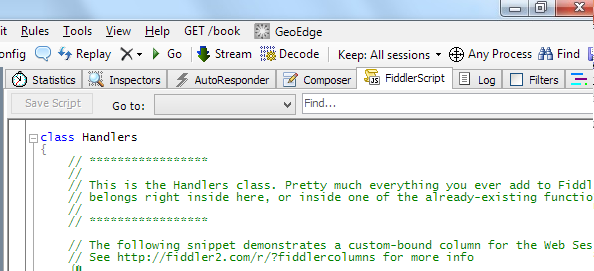 it Rules Tools View Help GET /book GeoEdge
onfig Replay Go Stream Decode Keep: All sessions Any Process Find
Statistics Inspectors AutoResponder Composer FiddlerScript Log Filters
Save Script Go to: Find...
class Handlers
{
// *****************
//
// This is the Handlers class. Pretty much everything you ever add to Fiddl
// belongs right inside here, or inside one of the already-existing functio
//
// *****************
// The following snippet demonstrates a custom-bound column for the Web Ses
// See http://fiddler2.com/r/?fiddlercolumns for more info